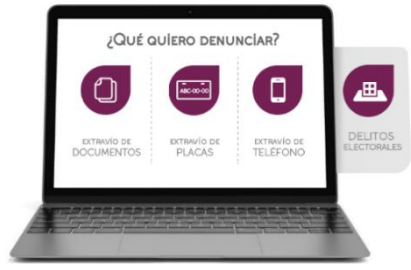 ¿QUÉ QUIERO DENUNCIAR?
ABC-00-00
EXTRAVÍO DE
DOCUMENTOS
EXTRAVÍO DE
PLACAS
EXTRAVÍO DE
TELÉFONO
DELITOS
ELECTORALES